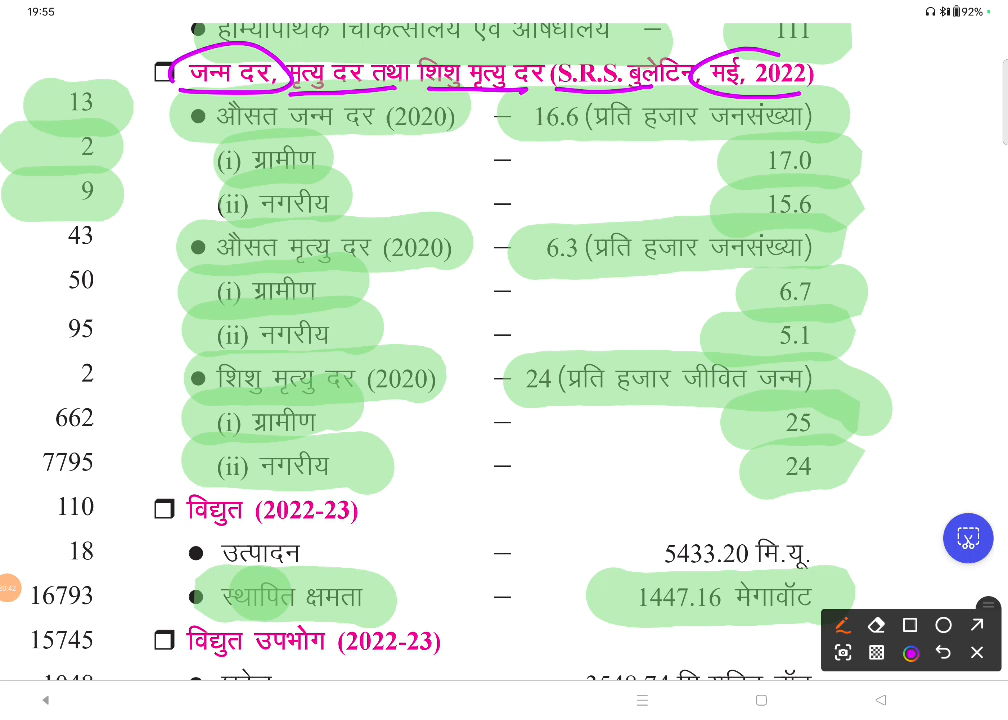 19:55
92%
होम्योपैथिक चिकित्सालय एवं औषधालय – 111
❒ जन्म दर, मृत्यु दर तथा शिशु मृत्यु दर (S.R.S. बुलेटिन, मई, 2022)
13 ● औसत जन्म दर (2020) – 16.6 (प्रति हजार जनसंख्या)
2 (i) ग्रामीण – 17.0
9 (ii) नगरीय – 15.6
43 ● औसत मृत्यु दर (2020) – 6.3 (प्रति हजार जनसंख्या)
50 (i) ग्रामीण – 6.7
95 (ii) नगरीय – 5.1
2 ● शिशु मृत्यु दर (2020) – 24 (प्रति हजार जीवित जन्म)
662 (i) ग्रामीण – 25
7795 (ii) नगरीय – 24
110 ❒ विद्युत (2022-23)
18 ● उत्पादन – 5433.20 मि.यू.
16793 ● स्थापित क्षमता – 1447.16 मेगावॉट
15745 ❒ विद्युत उपभोग (2022-23)
20:42